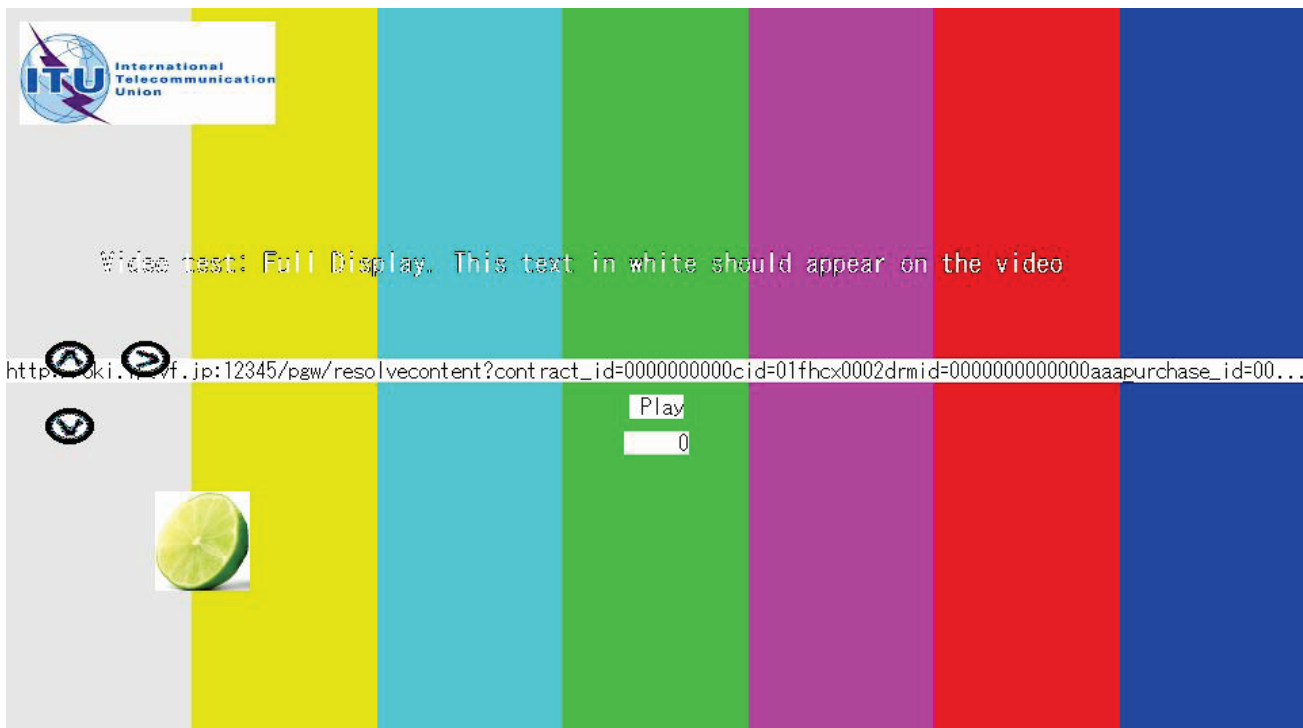 ITU
International
Telecommunication
Union
Video test: Full Display. This text in white should appear on the video
.jp:12345/pgw/resolvecontent?contract_id=0000000000cid=01fhcx0002drmid=0000000000000aaapurchase_id=00...
Play
0